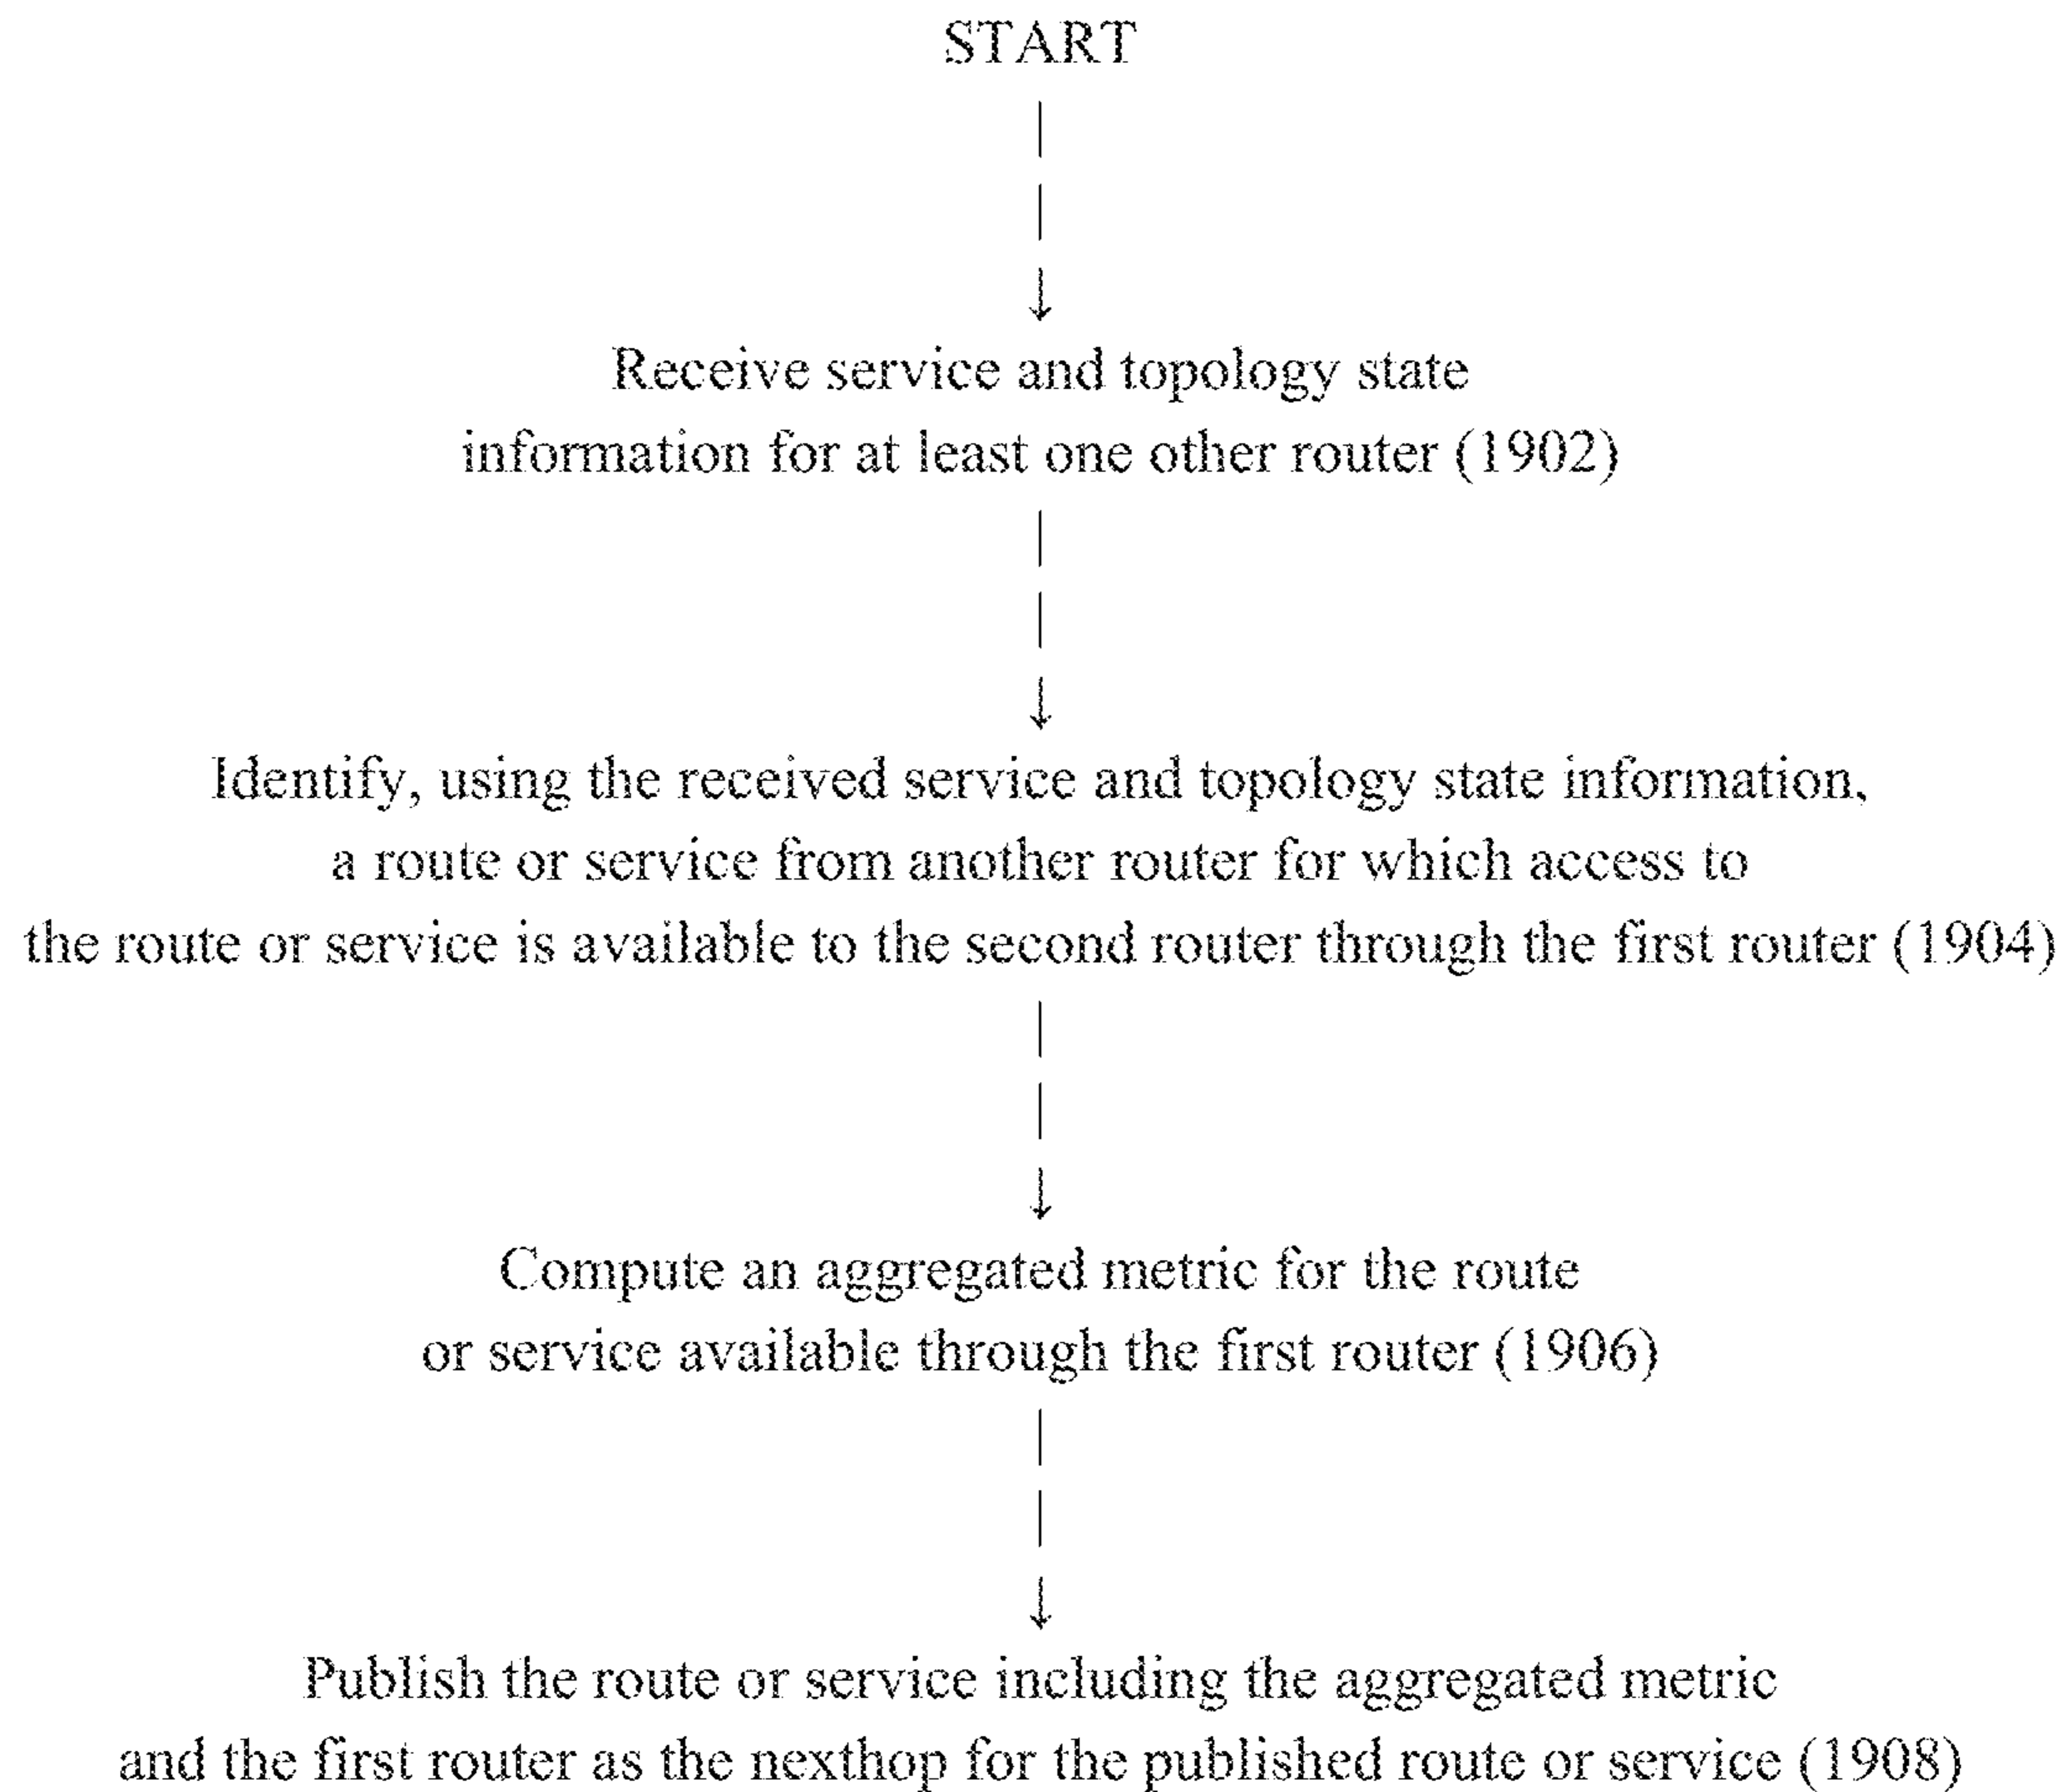 START
Receive service and topology state
information for at least one other router (1902)
Identify, using the received service and topology state information,
a route or service from another router for which access to
the route or service is available to the second router through the first router (1904)
Compute an aggregated metric for the route
or service available through the first router (1906)
Publish the route or service including the aggregated metric
and the first router as the nexthop for the published route or service (1908)